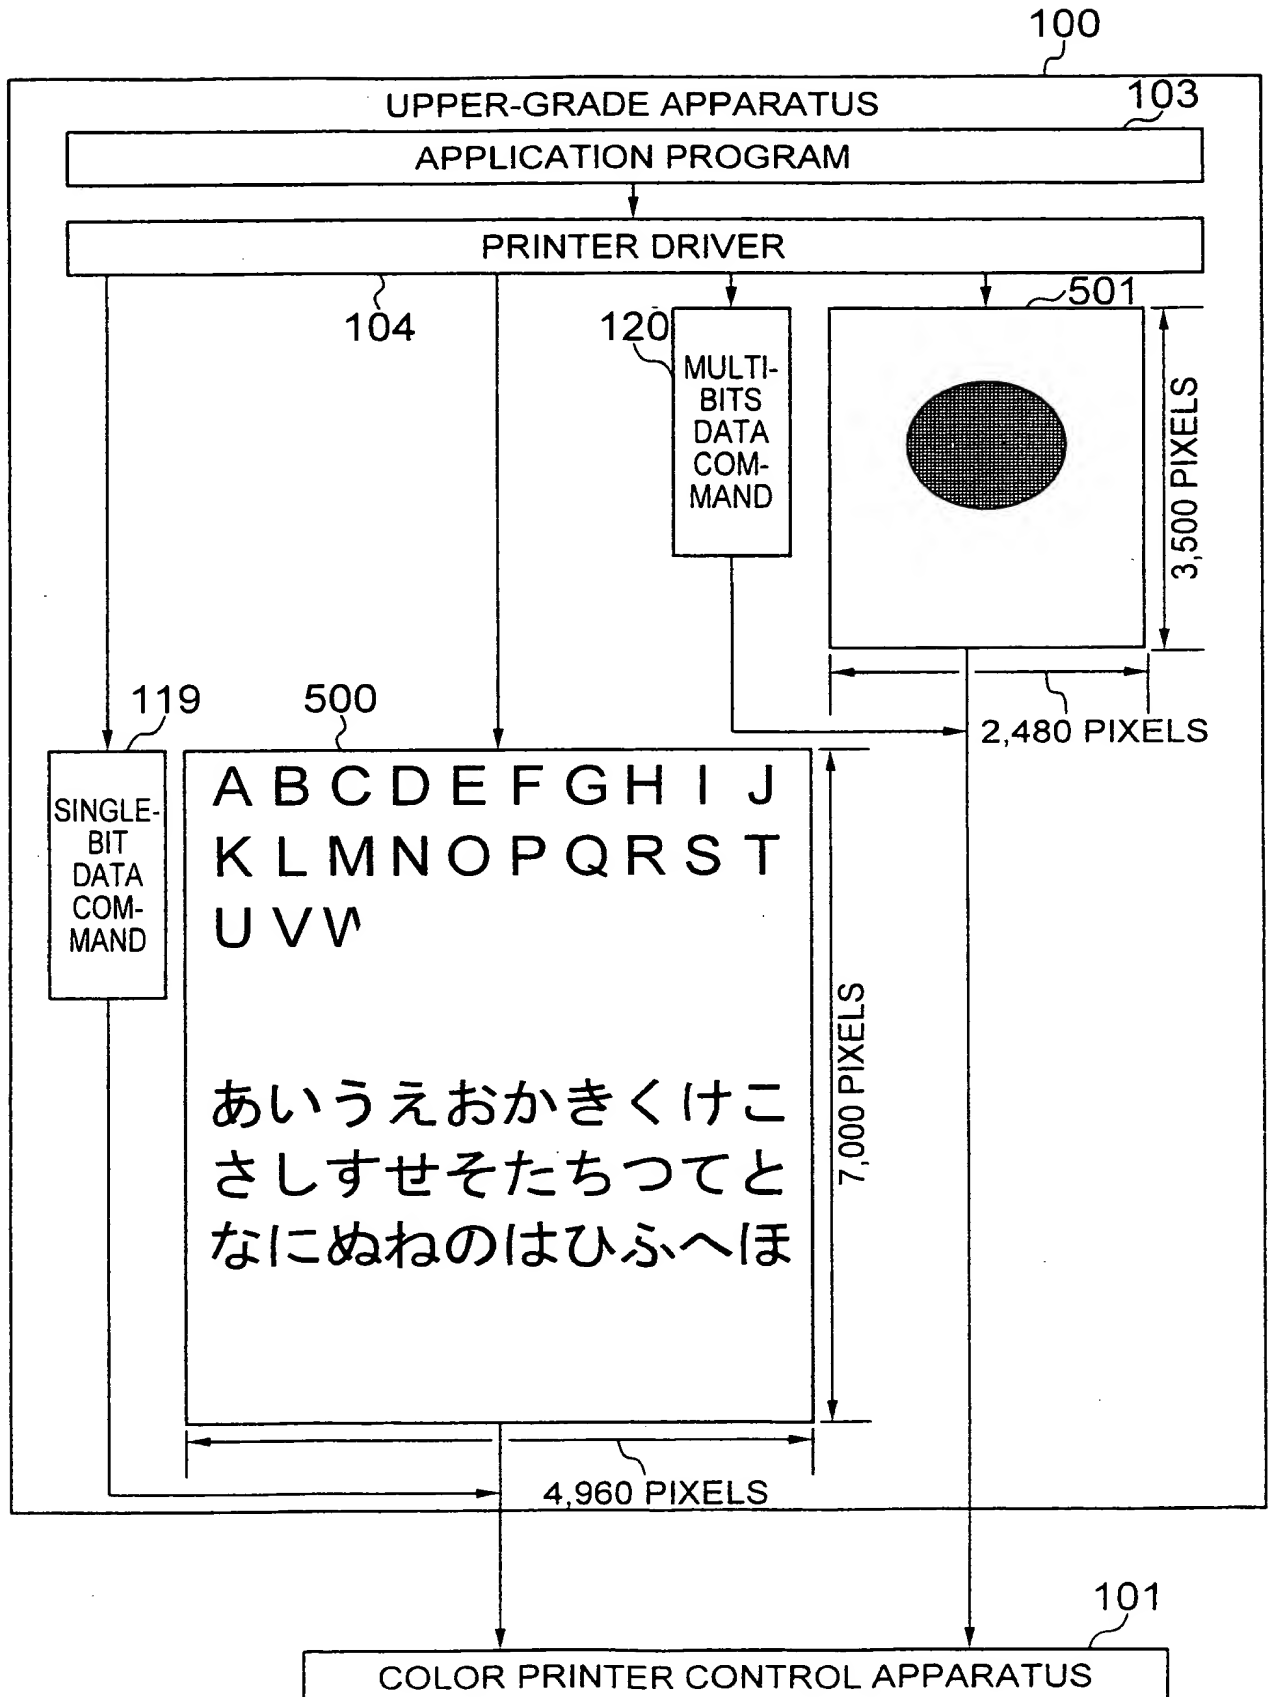 100
UPPER-GRADE APPARATUS
103
APPLICATION PROGRAM
PRINTER DRIVER
104
120
MULTI-
BITS
DATA
COM-
MAND
501
3,500 PIXELS
2,480 PIXELS
119
SINGLE-
BIT
DATA
COM-
MAND
500
A B C D E F G H I J
K L M N O P Q R S T
U V W
あいうえおかきくけこ
さしすせそたちつてと
なにぬねのはひふへほ
7,000 PIXELS
4,960 PIXELS
101
COLOR PRINTER CONTROL APPARATUS